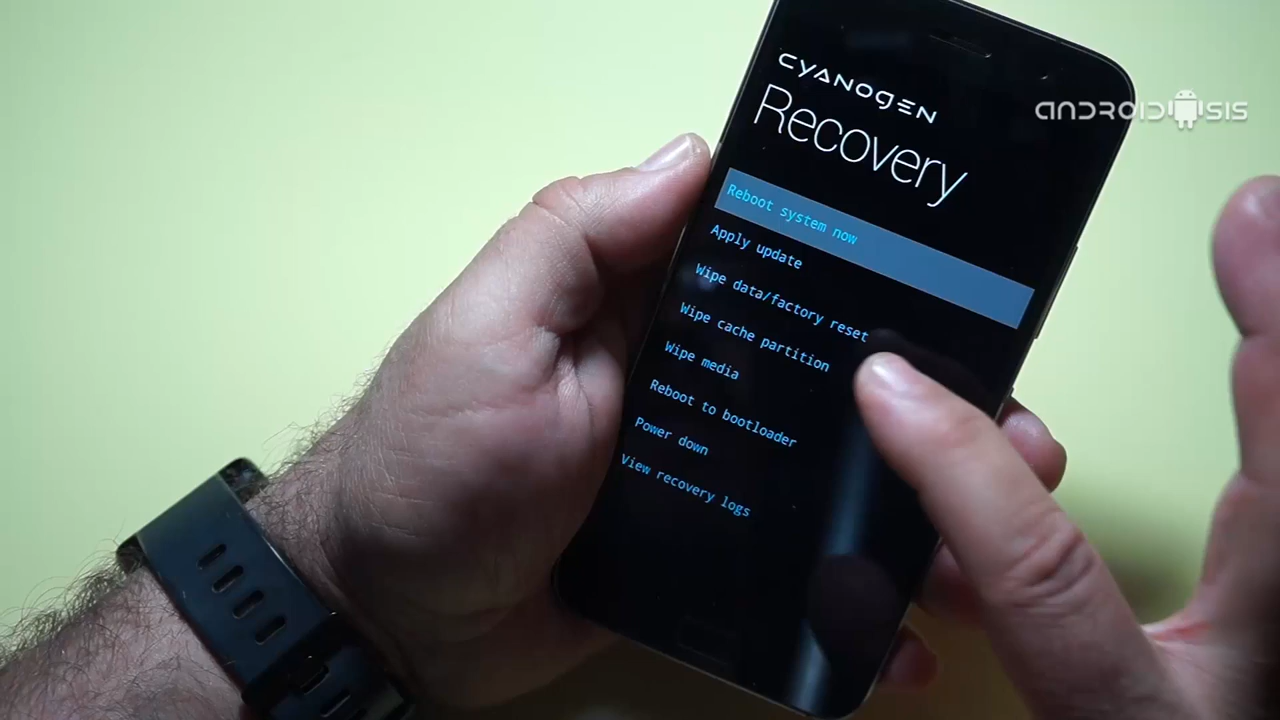 CYANOGEN
Recovery
ANDROIDSIS
Reboot system now
Apply update
Wipe data/factory reset
Wipe cache partition
Wipe media
Reboot to bootloader
Power down
View recovery logs